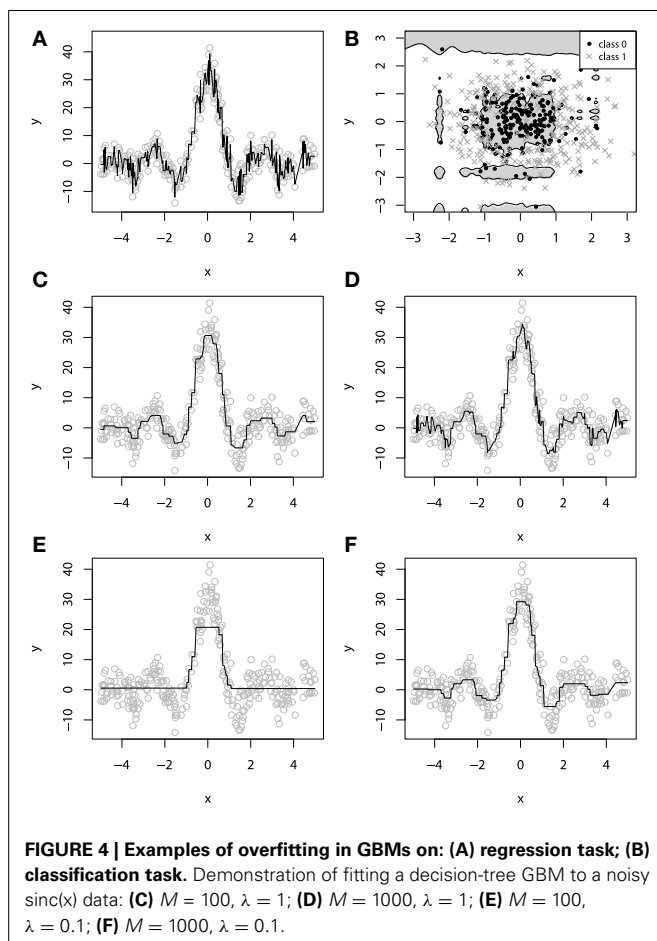 A
B
40
30
20
10
0
−10
y
−4
−2
0
2
4
x
3
2
1
0
−1
−2
−3
y
class 0
class 1
−3
−2
−1
0
1
2
3
x
C
D
40
30
20
10
0
−10
y
−4
−2
0
2
4
x
40
30
20
10
0
−10
y
−4
−2
0
2
4
x
E
F
40
30
20
10
0
−10
y
−4
−2
0
2
4
x
40
30
20
10
0
−10
y
−4
−2
0
2
4
x
FIGURE 4 | Examples of overfitting in GBMs on: (A) regression task; (B)
classification task. Demonstration of fitting a decision-tree GBM to a noisy
sinc(x) data: (C) M = 100, λ = 1; (D) M = 1000, λ = 1; (E) M = 100,
λ = 0.1; (F) M = 1000, λ = 0.1.